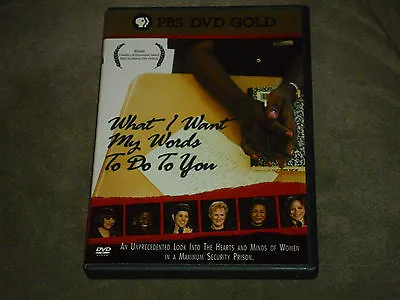 PBS DVD GOLD
What I Want
My Words
To Do To You
DVD
VIDEO
AN UNPRECEDENTED LOOK INTO THE HEARTS AND MINDS OF WOMEN
IN A MAXIMUM SECURITY PRISON.